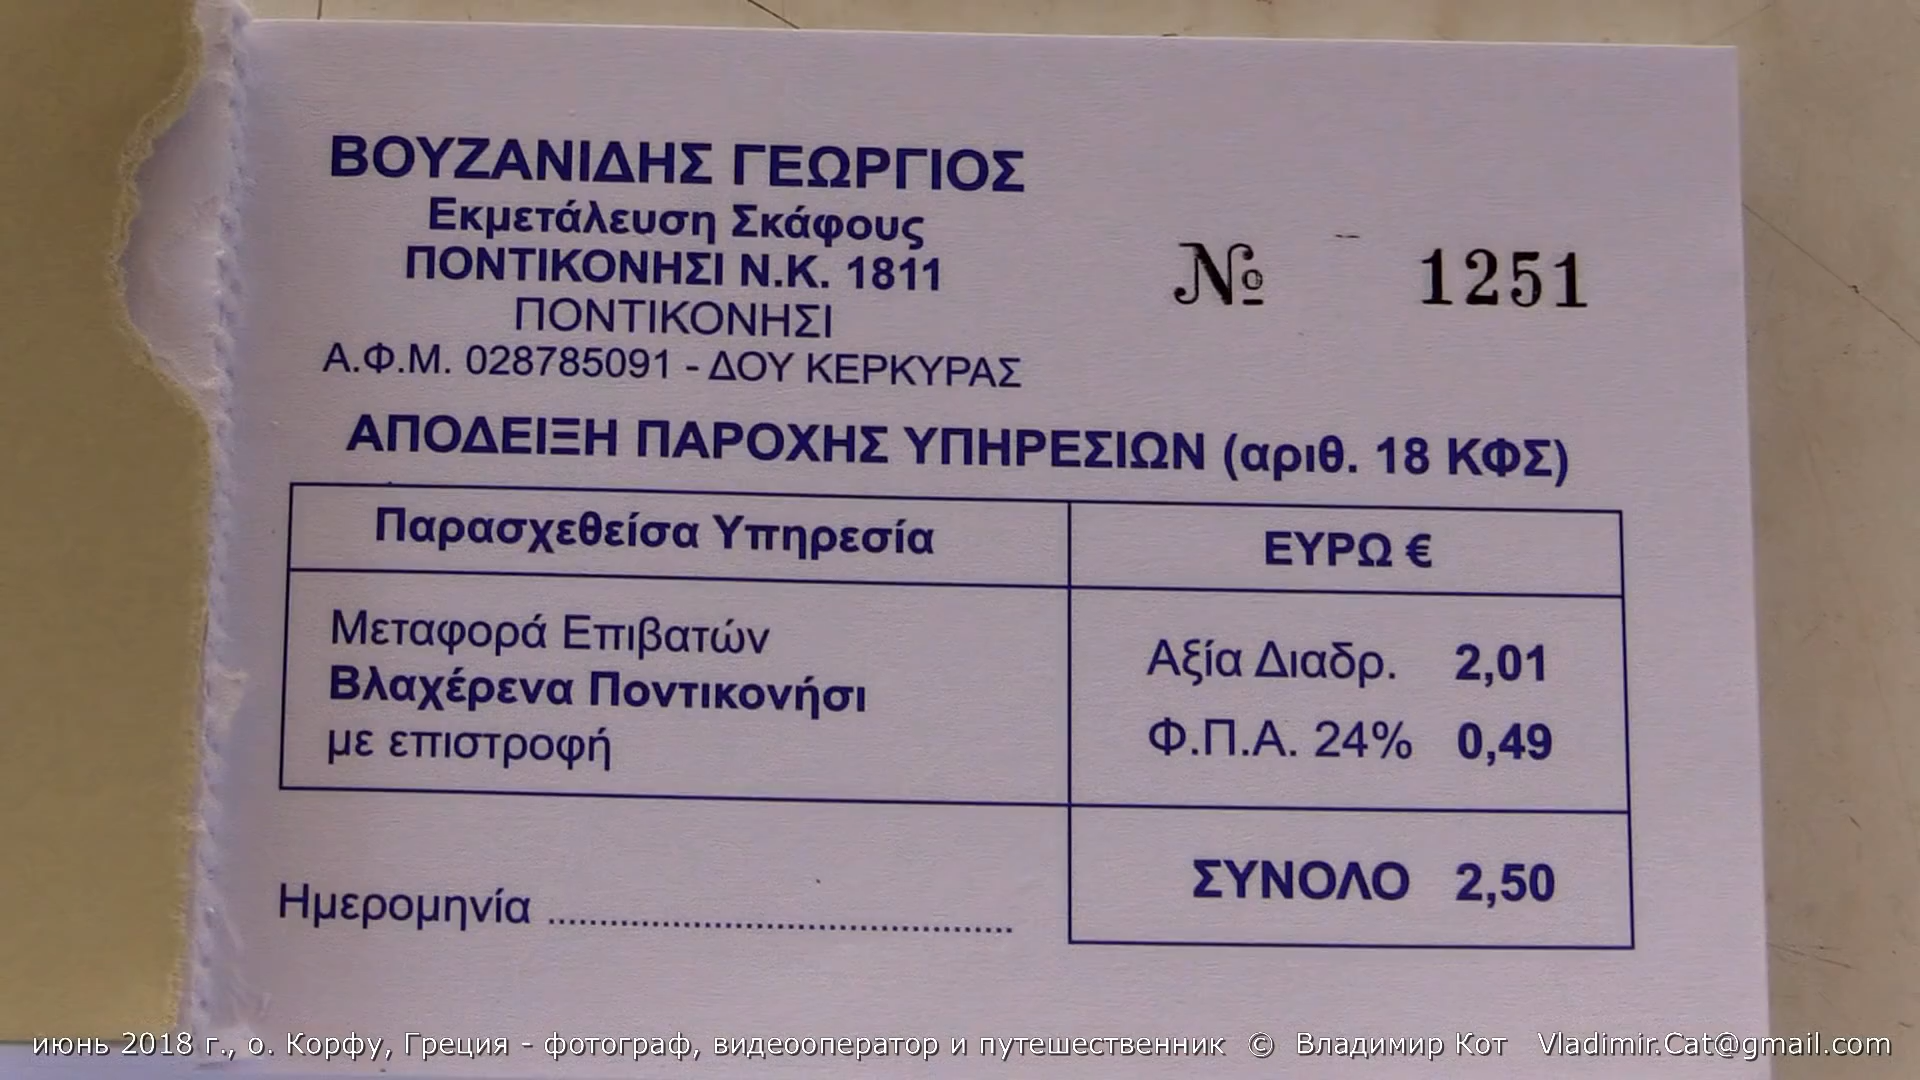 ΒΟΥΖΑΝΙΔΗΣ ΓΕΩΡΓΙΟΣ
Εκμετάλευση Σκάφους
ΠΟΝΤΙΚΟΝΗΣΙ Ν.Κ. 1811
ΠΟΝΤΙΚΟΝΗΣΙ
Α.Φ.Μ. 028785091 - ΔΟΥ ΚΕΡΚΥΡΑΣ
№ 1251
ΑΠΟΔΕΙΞΗ ΠΑΡΟΧΗΣ ΥΠΗΡΕΣΙΩΝ (αριθ. 18 ΚΦΣ)
Παρασχεθείσα Υπηρεσία
ΕΥΡΩ €
Μεταφορά Επιβατών
Βλαχέρενα Ποντικονήσι
με επιστροφή
Αξία Διαδρ. 2,01
Φ.Π.Α. 24% 0,49
ΣΥΝΟΛΟ 2,50
Ημερομηνία ..............................................
июнь 2018 г., о. Корфу, Греция - фотограф, видеооператор и путешественник © Владимир Кот Vladimir.Cat@gmail.com